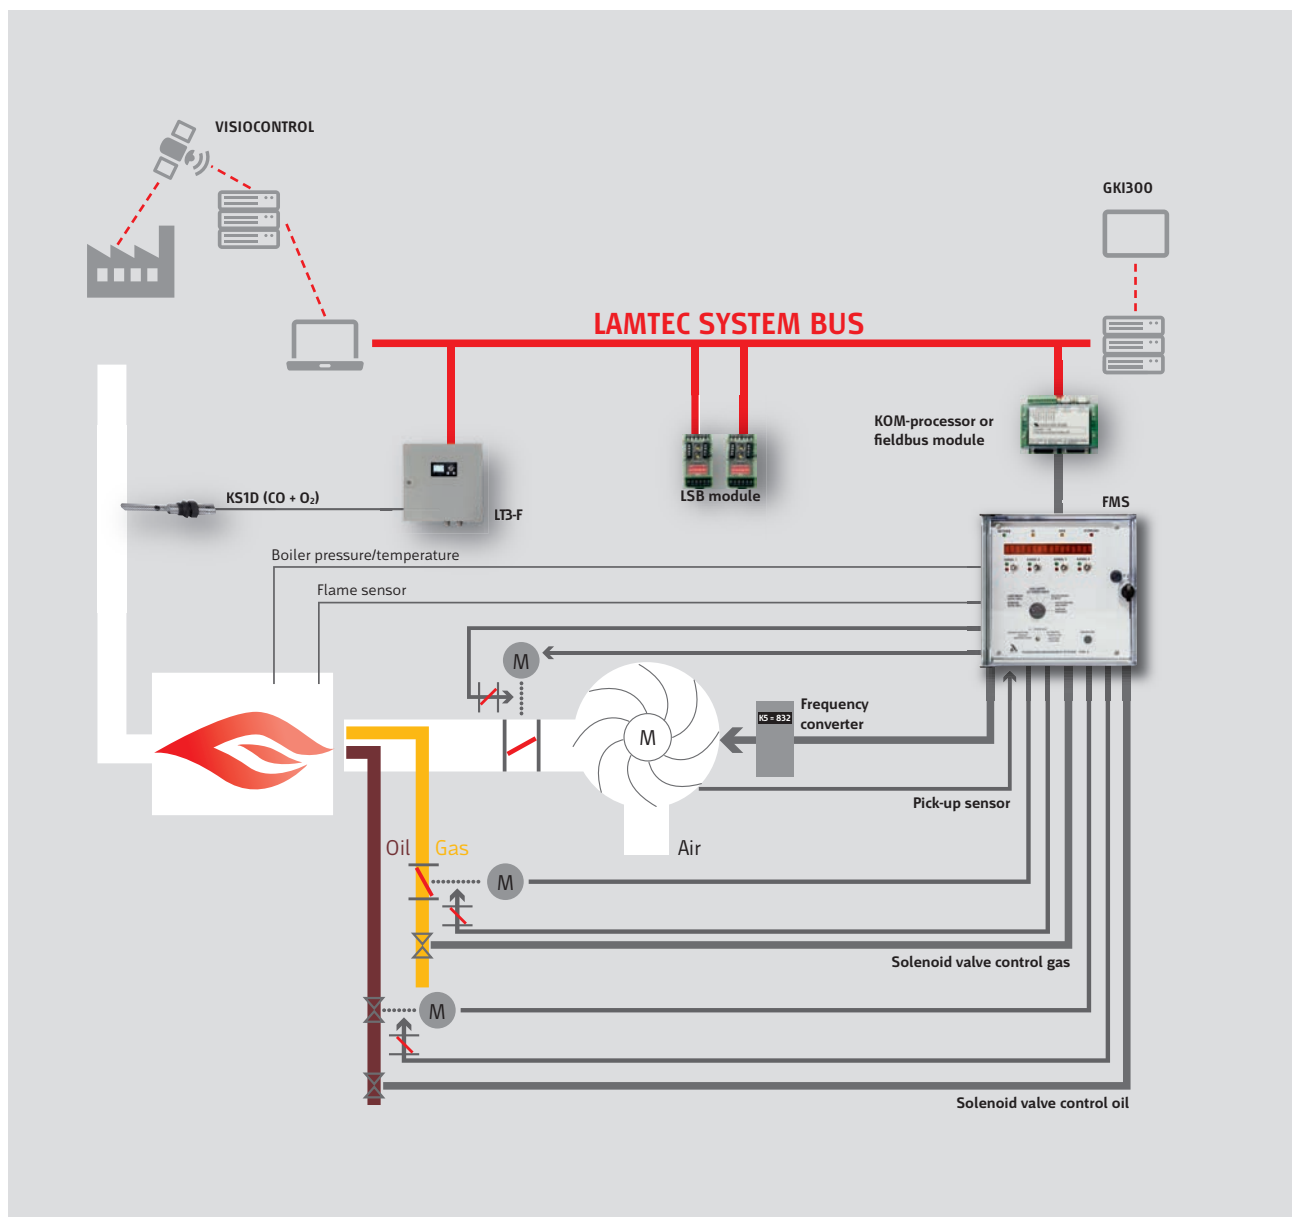 VISIOCONTROL
GKI300
LAMTEC SYSTEM BUS
KOM-processor or
fieldbus module
KS1D (CO + O₂)
LSB module
LT3-F
FMS
Boiler pressure/temperature
Flame sensor
M
Frequency
converter
K5 = 832
M
Pick-up sensor
Oil
Gas
Air
M
Solenoid valve control gas
M
Solenoid valve control oil